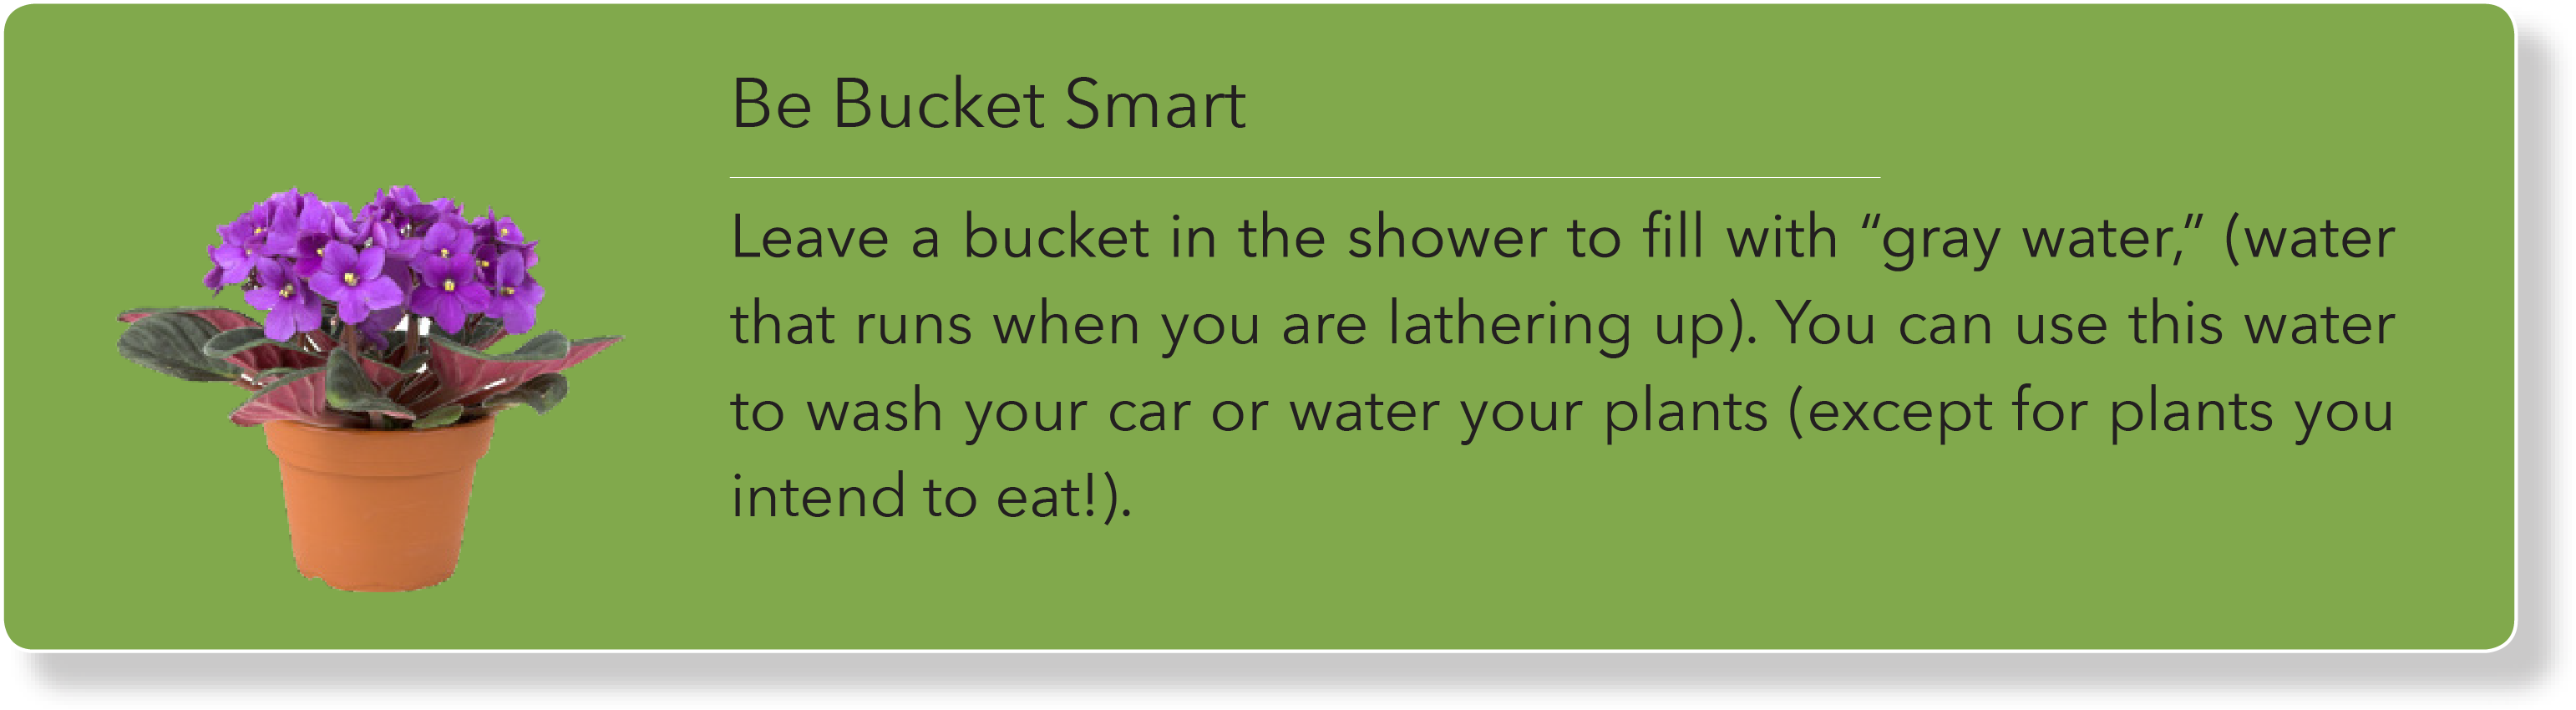 Be Bucket Smart
Leave a bucket in the shower to fill with “gray water,” (water
that runs when you are lathering up). You can use this water
to wash your car or water your plants (except for plants you
intend to eat!).